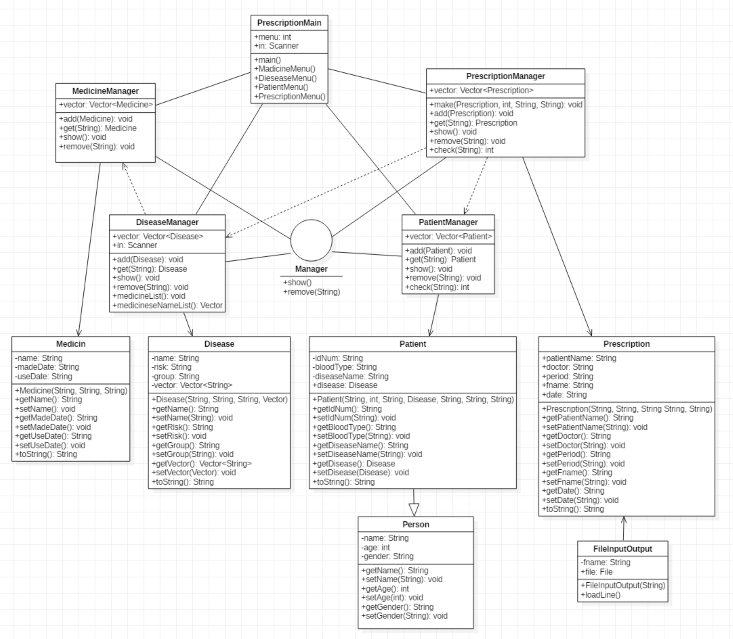 PrescriptionMain
+menu: int
+in: Scanner
+main()
+MadicineMenu()
+DieseaseMenu()
+PatientMenu()
+PrescriptionMenu()
MedicineManager
+vector: Vector<Medicine>
+add(Medicine): void
+get(String): Medicine
+show(): void
+remove(String): void
PrescriptionManager
+vector: Vector<Prescription>
+make(Prescription, int, String, String): void
+add(Prescription): void
+get(String): Prescription
+show(): void
+remove(String): void
+check(String): int
DiseaseManager
+vector: Vector<Disease>
+in: Scanner
+add(Disease): void
+get(String): Disease
+show(): void
+remove(String): void
+medicineList(): void
+medicineseNameList(): Vector
Manager
+show()
+remove(String)
PatientManager
+vector: Vector<Patient>
+add(Patient): void
+get(String): Patient
+show(): void
+remove(String): void
+check(String): int
Medicin
-name: String
-madeDate: String
-useDate: String
+Medicine(String, String, String)
+getName(): String
+setName(): void
+getMadeDate(): String
+setMadeDate(): void
+getUseDate(): String
+setUseDate(): void
+toString(): String
Disease
-name: String
-risk: String
-group: String
-vector: Vector<String>
+Disease(String, String, String, Vector)
+getName(): String
+setName(String): void
+getRisk(): String
+setRisk(): void
+getGroup(): String
+setGroup(String): void
+getVector(): Vector<String>
+setVector(Vector): void
+toString(): String
Patient
-idNum: String
-bloodType: String
-diseaseName: String
+disease: Disease
+Patient(String, int, String, Disease, String, String, String)
+getIdNum(): String
+setIdNum(String): void
+getBloodType(): String
+setBloodType(String): void
+getDiseaseName(): String
+setDiseaseName(String): void
+getDisease(): Disease
+setDisease(Disease): void
+toString(): String
Prescription
+patientName: String
+doctor: String
+period: String
+fname: String
+date: String
+Prescription(String, String, String String, String)
+getPatientName(): String
+setPatientName(String): void
+getDoctor(): String
+setDoctor(String): void
+getPeriod(): String
+setPeriod(String): void
+getFname(): String
+setFname(String): void
+getDate(): String
+setDate(String): void
+toString(): String
Person
-name: String
-age: int
-gender: String
+getName(): String
+setName(String): void
+getAge(): int
+setAge(int): void
+getGender(): String
+setGender(String): void
FileInputOutput
-fname: String
+file: File
+FileInputOutput(String)
+loadLine()